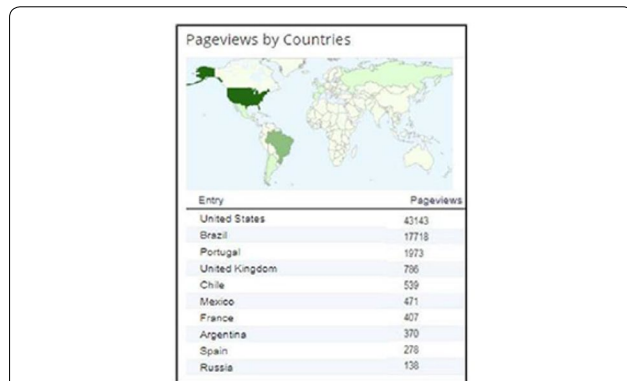 Pageviews by Countries
Entry Pageviews
United States 43143
Brazil 17718
Portugal 1973
United Kingdom 786
Chile 539
Mexico 471
France 407
Argentina 370
Spain 278
Russia 138